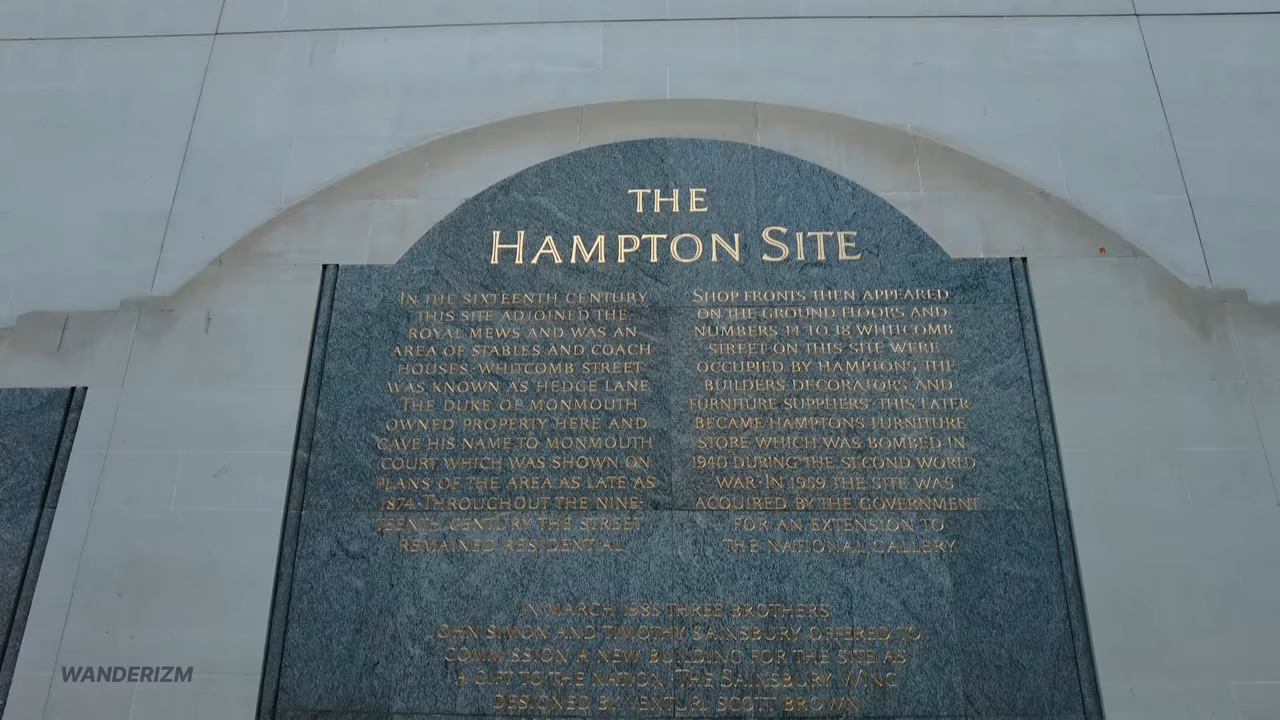 THE
HAMPTON SITE
IN THE SIXTEENTH CENTURY
THIS SITE ADJOINED THE
ROYAL MEWS AND WAS AN
AREA OF STABLES AND COACH
HOUSES·WHITCOMB STREET
WAS KNOWN AS HEDGE LANE
THE DUKE OF MONMOUTH
OWNED PROPERTY HERE AND
GAVE HIS NAME TO MONMOUTH
COURT WHICH WAS SHOWN ON
PLANS OF THE AREA AS LATE AS
1874·THROUGHOUT THE NINE-
TEENTH CENTURY THE STREET
REMAINED RESIDENTIAL
SHOP FRONTS THEN APPEARED
ON THE GROUND FLOORS AND
NUMBERS 14 TO 18 WHITCOMB
STREET ON THIS SITE WERE
OCCUPIED BY HAMPTONS, THE
BUILDERS DECORATORS AND
FURNITURE SUPPLIERS·THIS LATER
BECAME HAMPTONS FURNITURE
STORE WHICH WAS BOMBED IN
1940 DURING THE SECOND WORLD
WAR·IN 1959 THE SITE WAS
ACQUIRED BY THE GOVERNMENT
FOR AN EXTENSION TO
THE NATIONAL GALLERY
IN MARCH 1985 THREE BROTHERS
JOHN SIMON AND TIMOTHY SAINSBURY OFFERED TO
COMMISSION A NEW BUILDING FOR THE SITE AS
A GIFT TO THE NATION. THE SAINSBURY WING
DESIGNED BY VENTURI SCOTT BROWN
WANDERIZM